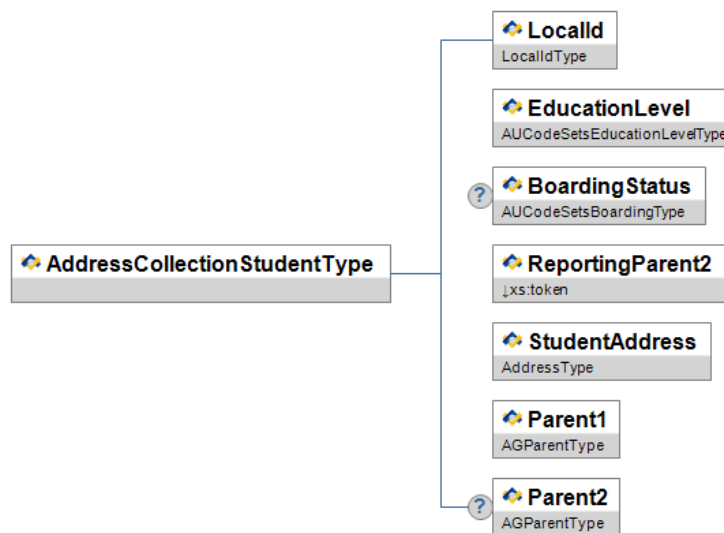 LocalId
LocalIdType
EducationLevel
AUCodeSetsEducationLevelType
?
BoardingStatus
AUCodeSetsBoardingType
AddressCollectionStudentType
ReportingParent2
↓xs:token
StudentAddress
AddressType
Parent1
AGParentType
?
Parent2
AGParentType